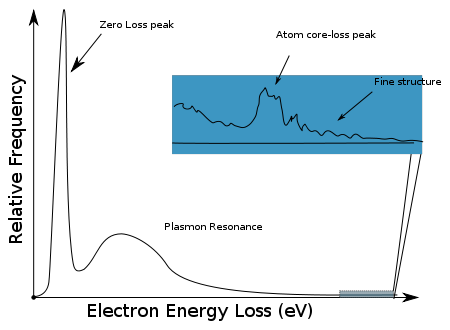 Zero Loss peak
Atom core-loss peak
Fine structure
Plasmon Resonance
Relative Frequency
Electron Energy Loss (eV)